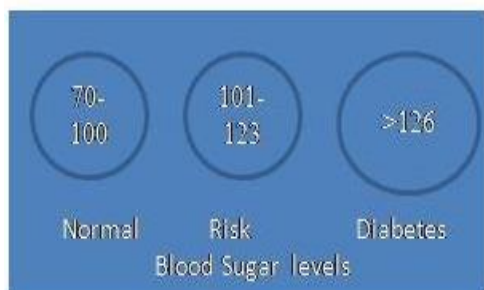 70-
100
101-
123
>126
Normal Risk Diabetes
Blood Sugar levels